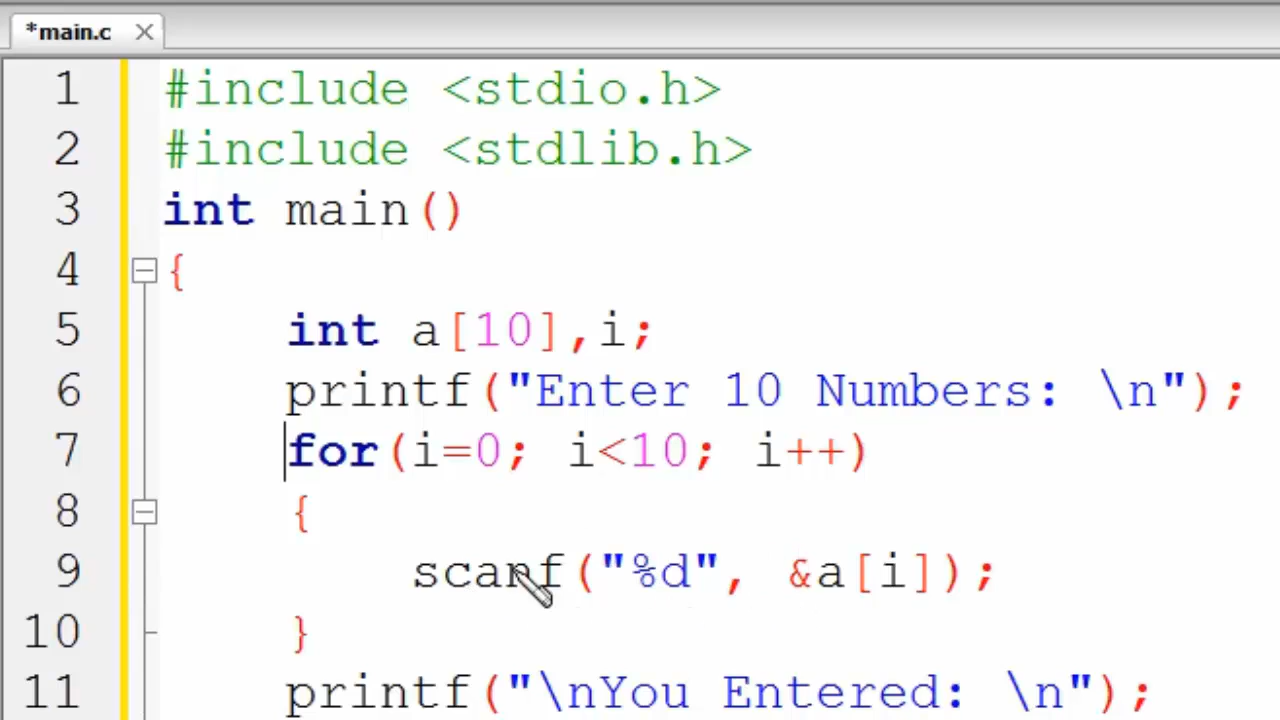 *main.c
1 #include <stdio.h>
2 #include <stdlib.h>
3 int main()
4 {
5 int a[10],i;
6 printf("Enter 10 Numbers: \n");
7 for(i=0; i<10; i++)
8 {
9 scanf("%d", &a[i]);
10 }
11 printf("\nYou Entered: \n");